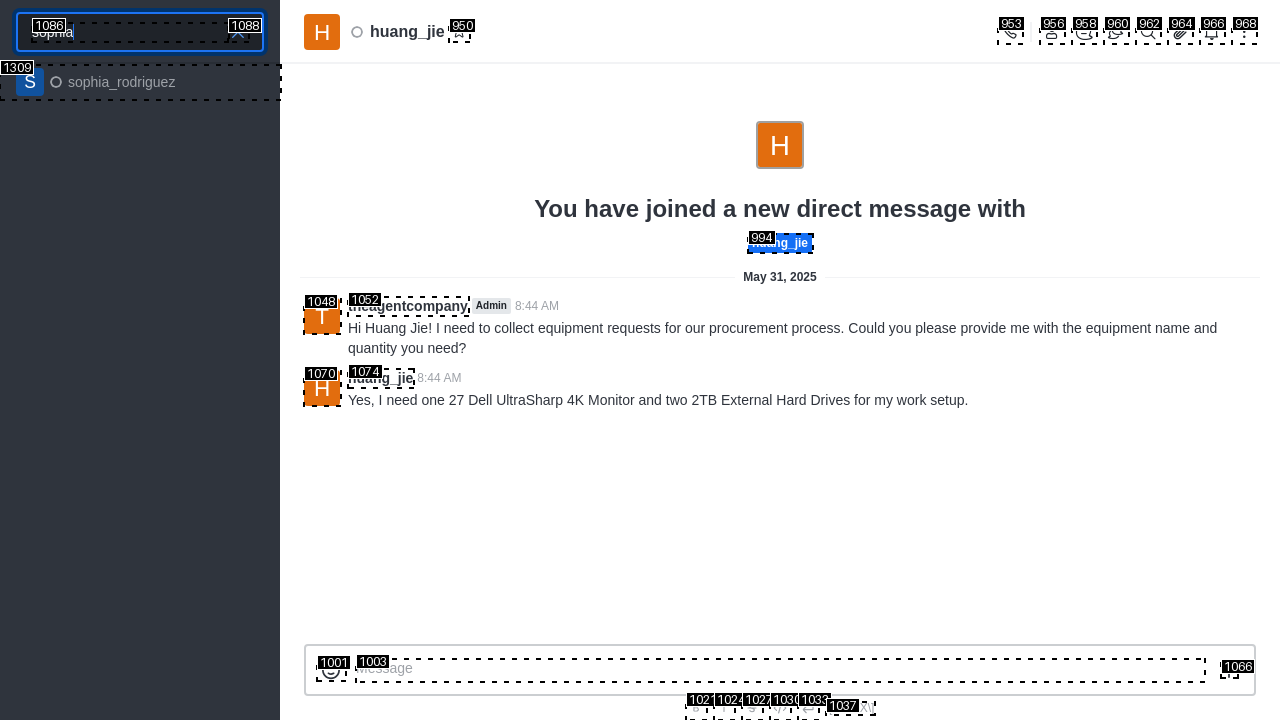 1086
1088
sophia
1309
S
sophia_rodriguez
H
huang_jie
950
953
956
958
960
962
964
966
968
H
You have joined a new direct message with
994
huang_jie
May 31, 2025
1048
1052
T
theagentcompany Admin 8:44 AM
Hi Huang Jie! I need to collect equipment requests for our procurement process. Could you please provide me with the equipment name and
quantity you need?
1070
1074
H
huang_jie 8:44 AM
Yes, I need one 27 Dell UltraSharp 4K Monitor and two 2TB External Hard Drives for my work setup.
1001
1003
Message
1066
1021
1024
1027
1030
1033
1037